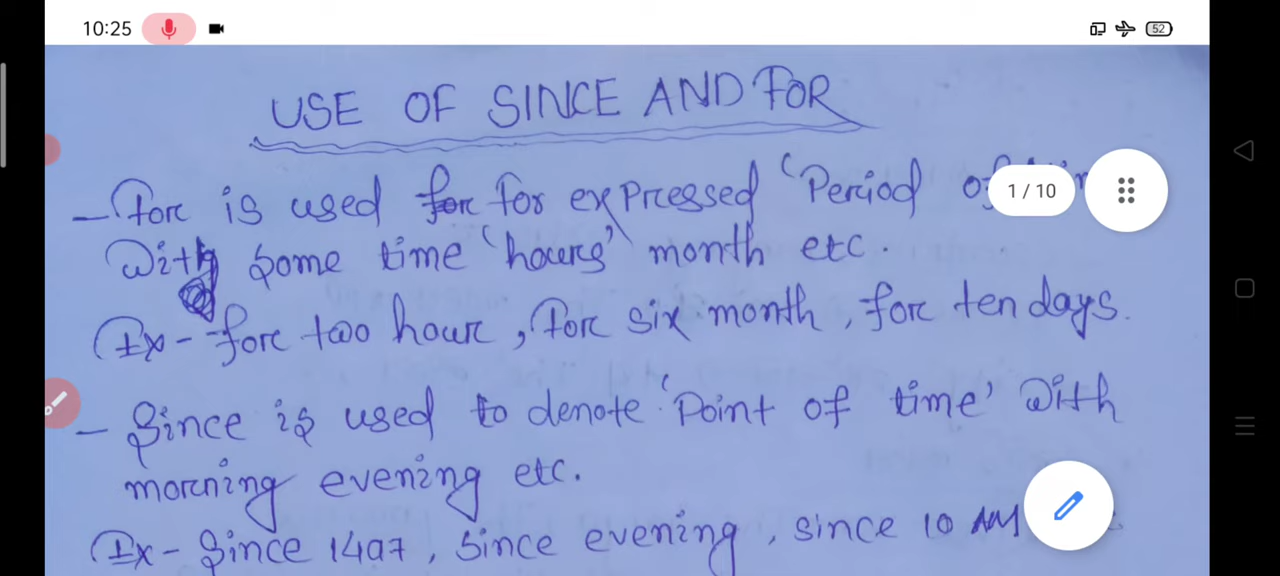 10:25
52
USE OF SINCE AND FOR
1 / 10
- For is used for for expressed 'Period of
With some time 'hours' month etc.
Ex - for two hour, For six month, for ten days.
- Since is used to denote 'Point of time' with
morning evening etc.
Ex - Since 1497, since evening, since 10 AM